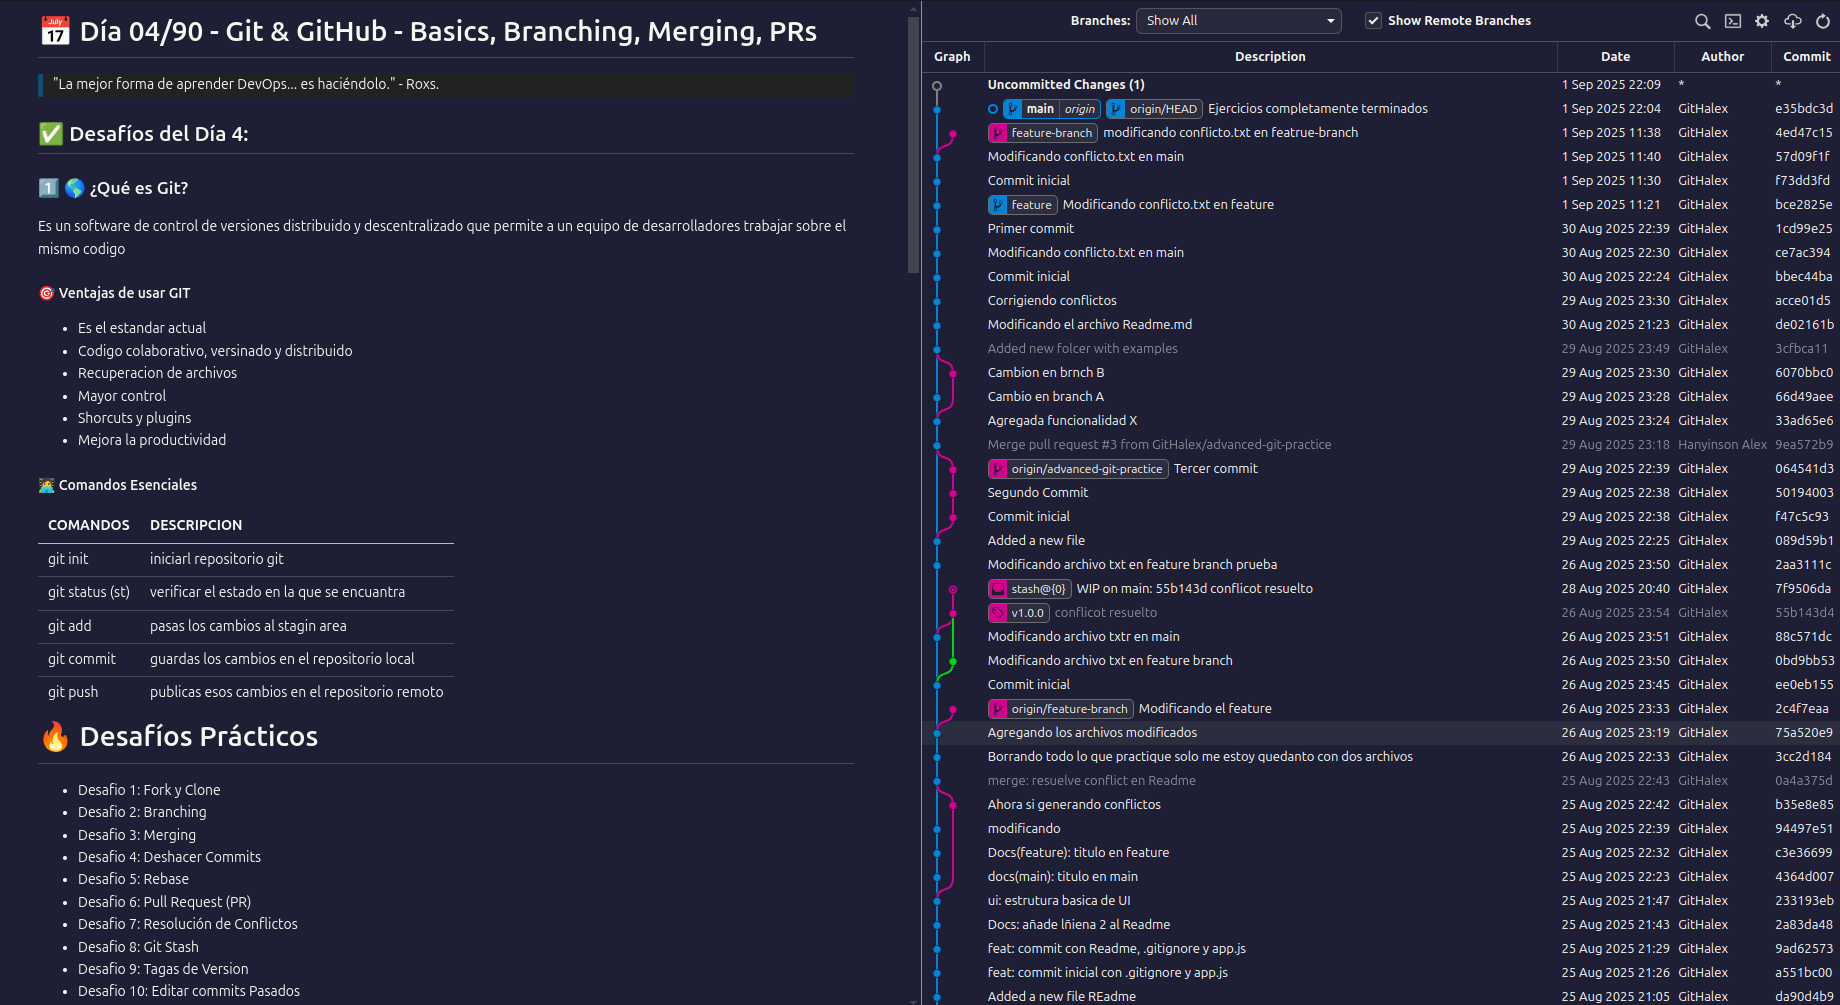 Día 04/90 - Git & GitHub - Basics, Branching, Merging, PRs
"La mejor forma de aprender DevOps... es haciéndolo." - Roxs.
Desafíos del Día 4:
1 ¿Qué es Git?
Es un software de control de versiones distribuido y descentralizado que permite a un equipo de desarrolladores trabajar sobre el
mismo codigo
Ventajas de usar GIT
• Es el estandar actual
• Codigo colaborativo, versinado y distribuido
• Recuperacion de archivos
• Mayor control
• Shorcuts y plugins
• Mejora la productividad
Comandos Esenciales
COMANDOS DESCRIPCION
git init iniciarl repositorio git
git status (st) verificar el estado en la que se encuantra
git add pasas los cambios al stagin area
git commit guardas los cambios en el repositorio local
git push publicas esos cambios en el repositorio remoto
Desafíos Prácticos
• Desafio 1: Fork y Clone
• Desafio 2: Branching
• Desafio 3: Merging
• Desafio 4: Deshacer Commits
• Desafio 5: Rebase
• Desafio 6: Pull Request (PR)
• Desafio 7: Resolución de Conflictos
• Desafio 8: Git Stash
• Desafio 9: Tagas de Version
• Desafio 10: Editar commits Pasados
Branches: Show All Show Remote Branches
Graph Description Date Author Commit
Uncommitted Changes (1) 1 Sep 2025 22:09 * *
main origin origin/HEAD Ejercicios completamente terminados 1 Sep 2025 22:04 GitHalex e35bdc3d
feature-branch modificando conflicto.txt en featrue-branch 1 Sep 2025 11:38 GitHalex 4ed47c15
Modificando conflicto.txt en main 1 Sep 2025 11:40 GitHalex 57d09f1f
Commit inicial 1 Sep 2025 11:30 GitHalex f73dd3fd
feature Modificando conflicto.txt en feature 1 Sep 2025 11:21 GitHalex bce2825e
Primer commit 30 Aug 2025 22:39 GitHalex 1cd99e25
Modificando conflicto.txt en main 30 Aug 2025 22:30 GitHalex ce7ac394
Commit inicial 30 Aug 2025 22:24 GitHalex bbec44ba
Corrigiendo conflictos 29 Aug 2025 23:30 GitHalex acce01d5
Modificando el archivo Readme.md 30 Aug 2025 21:23 GitHalex de02161b
Added new folcer with examples 29 Aug 2025 23:49 GitHalex 3cfbca11
Cambion en brnch B 29 Aug 2025 23:30 GitHalex 6070bbc0
Cambio en branch A 29 Aug 2025 23:28 GitHalex 66d49aee
Agregada funcionalidad X 29 Aug 2025 23:24 GitHalex 33ad65e6
Merge pull request #3 from GitHalex/advanced-git-practice 29 Aug 2025 23:18 Hanyinson Alex 9ea572b9
origin/advanced-git-practice Tercer commit 29 Aug 2025 22:39 GitHalex 064541d3
Segundo Commit 29 Aug 2025 22:38 GitHalex 50194003
Commit inicial 29 Aug 2025 22:38 GitHalex f47c5c93
Added a new file 29 Aug 2025 22:25 GitHalex 089d59b1
Modificando archivo txt en feature branch prueba 26 Aug 2025 23:50 GitHalex 2aa3111c
stash@{0} WIP on main: 55b143d conflicot resuelto 28 Aug 2025 20:40 GitHalex 7f9506da
v1.0.0 conflicot resuelto 26 Aug 2025 23:54 GitHalex 55b143d4
Modificando archivo txtr en main 26 Aug 2025 23:51 GitHalex 88c571dc
Modificando archivo txt en feature branch 26 Aug 2025 23:50 GitHalex 0bd9bb53
Commit inicial 26 Aug 2025 23:45 GitHalex ee0eb155
origin/feature-branch Modificando el feature 26 Aug 2025 23:33 GitHalex 2c4f7eaa
Agregando los archivos modificados 26 Aug 2025 23:19 GitHalex 75a520e9
Borrando todo lo que practique solo me estoy quedanto con dos archivos 26 Aug 2025 22:33 GitHalex 3cc2d184
merge: resuelve conflict en Readme 25 Aug 2025 22:43 GitHalex 0a4a375d
Ahora si generando conflictos 25 Aug 2025 22:42 GitHalex b35e8e85
modificando 25 Aug 2025 22:39 GitHalex 94497e51
Docs(feature): titulo en feature 25 Aug 2025 22:32 GitHalex c3e36699
docs(main): titulo en main 25 Aug 2025 22:23 GitHalex 4364d007
ui: estrutura basica de UI 25 Aug 2025 21:47 GitHalex 233193eb
Docs: añade lñiena 2 al Readme 25 Aug 2025 21:43 GitHalex 2a83da48
feat: commit con Readme, .gitignore y app.js 25 Aug 2025 21:29 GitHalex 9ad62573
feat: commit inicial con .gitignore y app.js 25 Aug 2025 21:26 GitHalex a551bc00
Added a new file REadme 25 Aug 2025 21:05 GitHalex da90d4b9